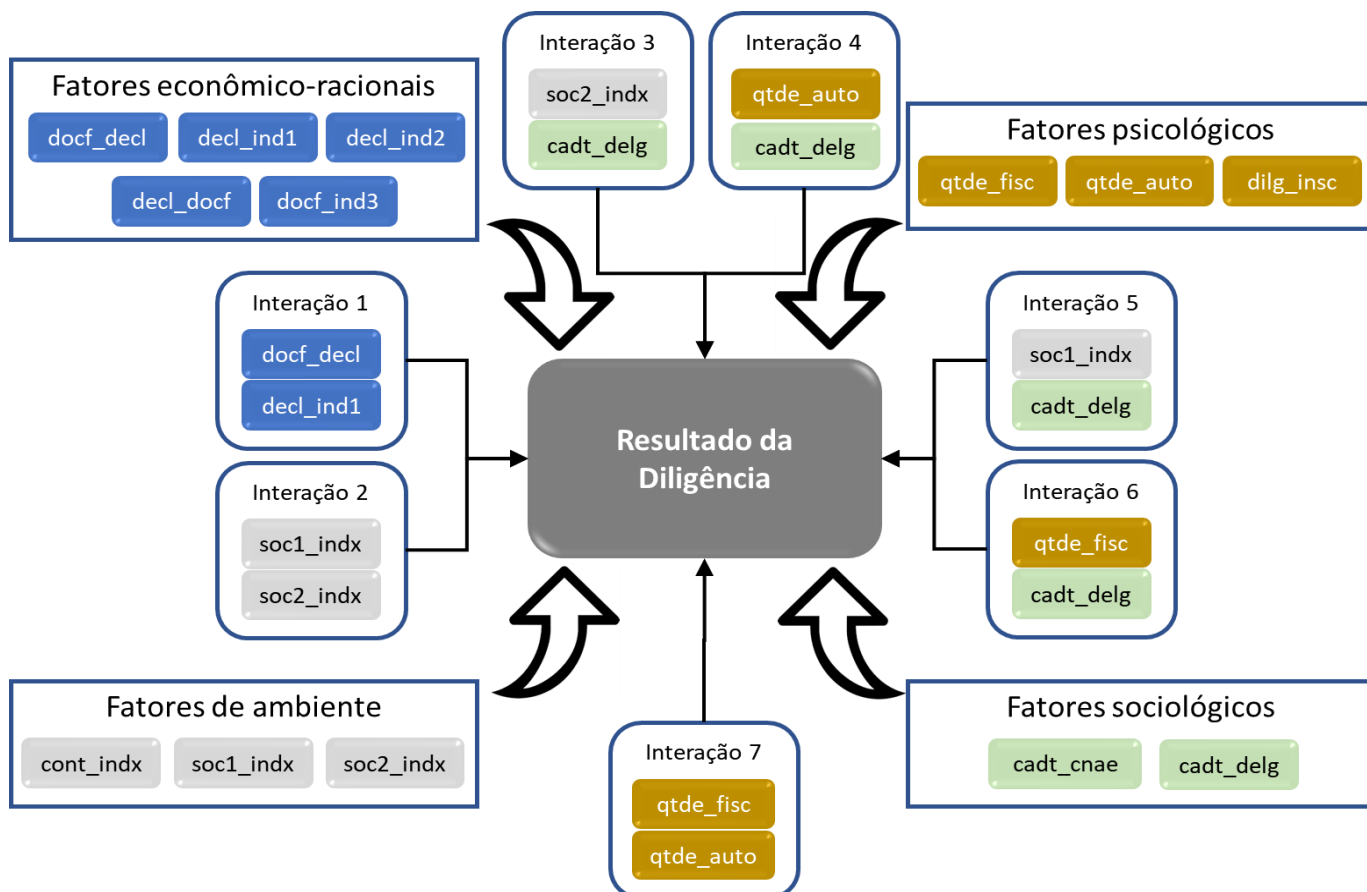 Interação 3
soc2_indx
cadt_delg
Interação 4
qtde_auto
cadt_delg
Fatores econômico-racionais
docf_decl decl_ind1 decl_ind2
decl_docf docf_ind3
Fatores psicológicos
qtde_fisc qtde_auto dilg_insc
Interação 1
docf_decl
decl_ind1
Interação 2
soc1_indx
soc2_indx
Resultado da
Diligência
Interação 5
soc1_indx
cadt_delg
Interação 6
qtde_fisc
cadt_delg
Fatores de ambiente
cont_indx soc1_indx soc2_indx
Interação 7
qtde_fisc
qtde_auto
Fatores sociológicos
cadt_cnae cadt_delg